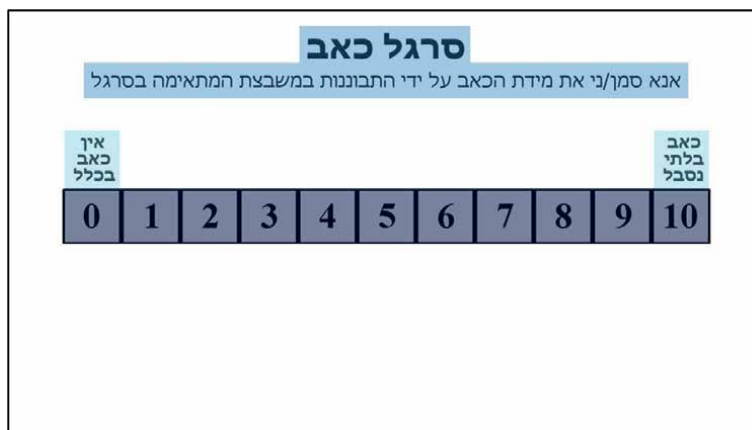 סרגל כאב
אנא סמן/ני את מידת הכאב על ידי התבוננות במשבצת המתאימה בסרגל
כאב
בלתי
נסבל
אין
כאב
בכלל
0 1 2 3 4 5 6 7 8 9 10